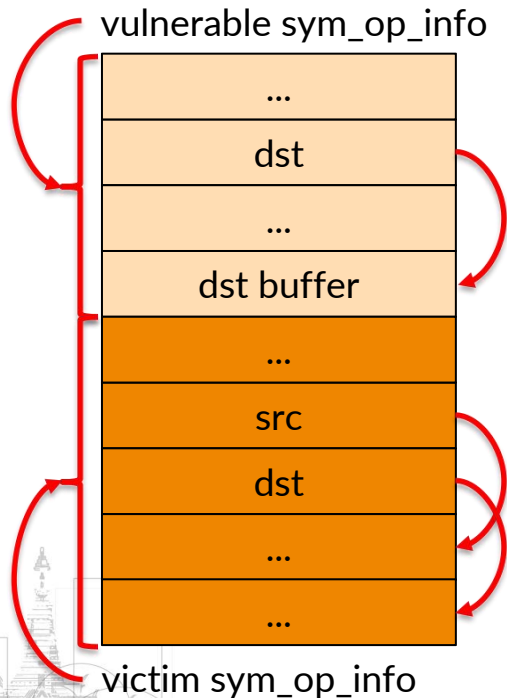 vulnerable sym_op_info
...
dst
...
dst buffer
...
src
dst
...
...
victim sym_op_info